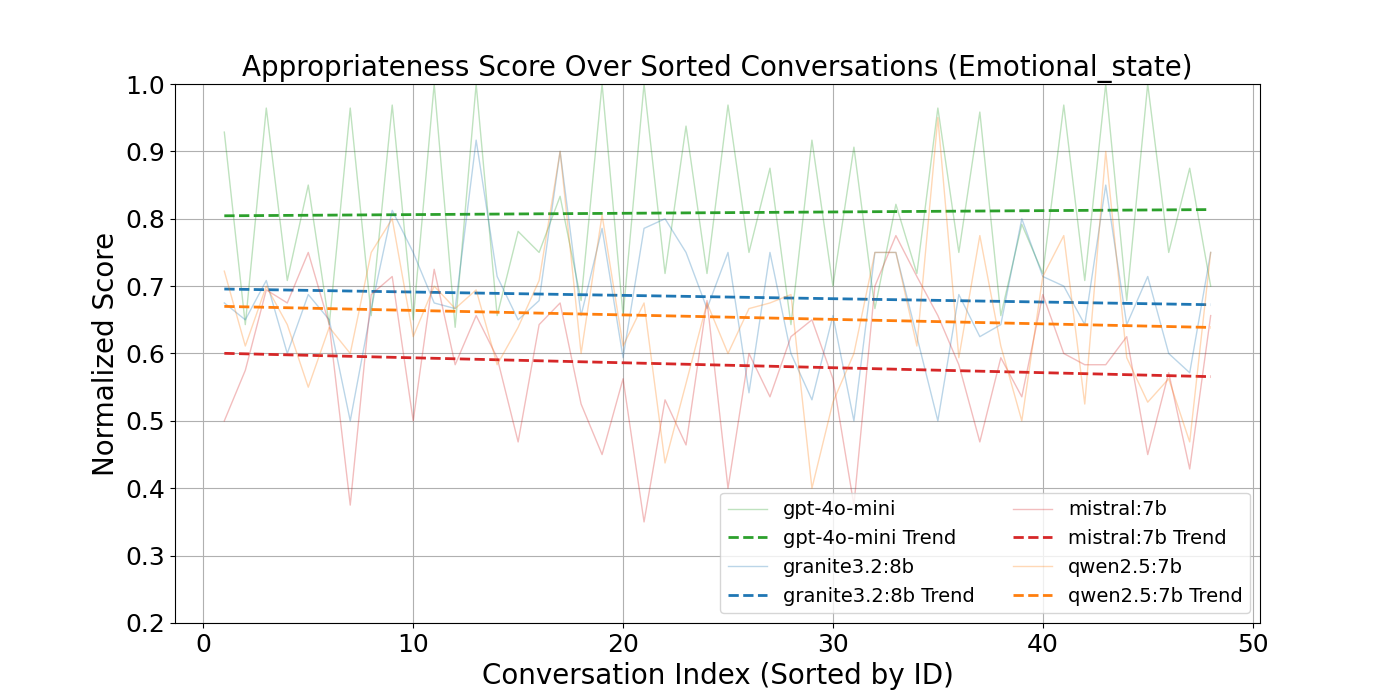 Appropriateness Score Over Sorted Conversations (Emotional_state)
Normalized Score
1.0
0.9
0.8
0.7
0.6
0.5
0.4
0.3
0.2
gpt-4o-mini
gpt-4o-mini Trend
granite3.2:8b
granite3.2:8b Trend
mistral:7b
mistral:7b Trend
qwen2.5:7b
qwen2.5:7b Trend
0 10 20 30 40 50
Conversation Index (Sorted by ID)